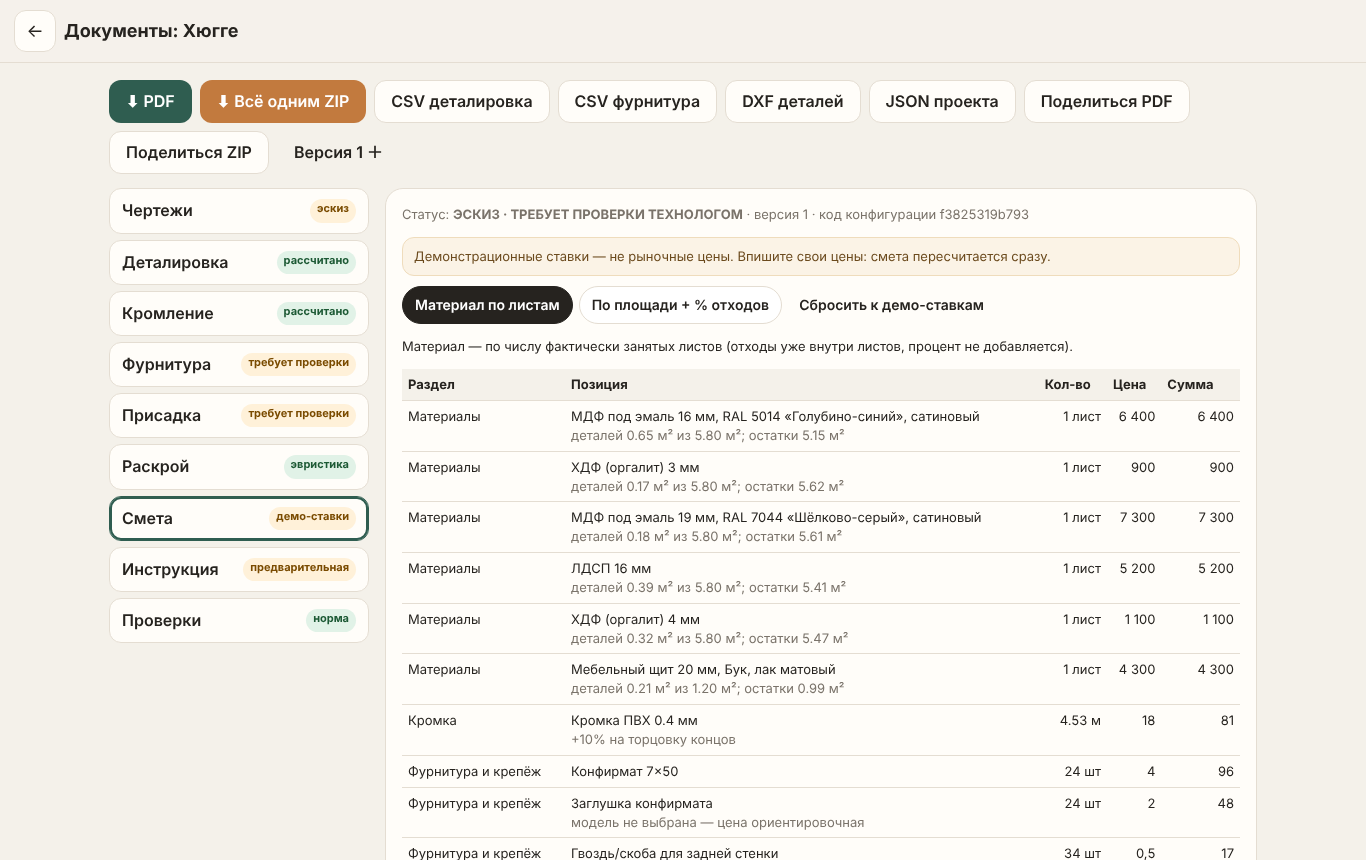 ← Документы: Хюгге
⬇ PDF
⬇ Всё одним ZIP
CSV деталировка
CSV фурнитура
DXF деталей
JSON проекта
Поделиться PDF
Поделиться ZIP
Версия 1 +
Чертежи эскиз
Деталировка рассчитано
Кромление рассчитано
Фурнитура требует проверки
Присадка требует проверки
Раскрой эвристика
Смета демо-ставки
Инструкция предварительная
Проверки норма
Статус: ЭСКИЗ · ТРЕБУЕТ ПРОВЕРКИ ТЕХНОЛОГОМ · версия 1 · код конфигурации f3825319b793
Демонстрационные ставки — не рыночные цены. Впишите свои цены: смета пересчитается сразу.
Материал по листам
По площади + % отходов
Сбросить к демо-ставкам
Материал — по числу фактически занятых листов (отходы уже внутри листов, процент не добавляется).
Раздел Позиция Кол-во Цена Сумма
Материалы МДФ под эмаль 16 мм, RAL 5014 «Голубино-синий», сатиновый 1 лист 6 400 6 400
деталей 0.65 м² из 5.80 м²; остатки 5.15 м²
Материалы ХДФ (оргалит) 3 мм 1 лист 900 900
деталей 0.17 м² из 5.80 м²; остатки 5.62 м²
Материалы МДФ под эмаль 19 мм, RAL 7044 «Шёлково-серый», сатиновый 1 лист 7 300 7 300
деталей 0.18 м² из 5.80 м²; остатки 5.61 м²
Материалы ЛДСП 16 мм 1 лист 5 200 5 200
деталей 0.39 м² из 5.80 м²; остатки 5.41 м²
Материалы ХДФ (оргалит) 4 мм 1 лист 1 100 1 100
деталей 0.32 м² из 5.80 м²; остатки 5.47 м²
Материалы Мебельный щит 20 мм, Бук, лак матовый 1 лист 4 300 4 300
деталей 0.21 м² из 1.20 м²; остатки 0.99 м²
Кромка Кромка ПВХ 0.4 мм 4.53 м 18 81
+10% на торцовку концов
Фурнитура и крепёж Конфирмат 7×50 24 шт 4 96
Фурнитура и крепёж Заглушка конфирмата 24 шт 2 48
модель не выбрана — цена ориентировочная
Фурнитура и крепёж Гвоздь/скоба для задней стенки 34 шт 0,5 17